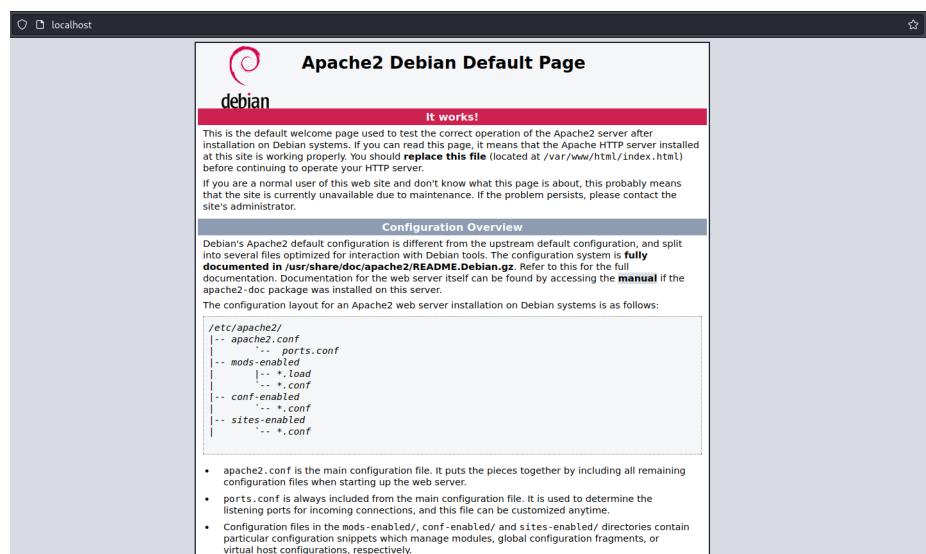 localhost
debian
Apache2 Debian Default Page
It works!
This is the default welcome page used to test the correct operation of the Apache2 server after
installation on Debian systems. If you can read this page, it means that the Apache HTTP server installed
at this site is working properly. You should replace this file (located at /var/www/html/index.html)
before continuing to operate your HTTP server.
If you are a normal user of this web site and don't know what this page is about, this probably means
that the site is currently unavailable due to maintenance. If the problem persists, please contact the
site's administrator.
Configuration Overview
Debian's Apache2 default configuration is different from the upstream default configuration, and split
into several files optimized for interaction with Debian tools. The configuration system is fully
documented in /usr/share/doc/apache2/README.Debian.gz. Refer to this for the full
documentation. Documentation for the web server itself can be found by accessing the manual if the
apache2-doc package was installed on this server.
The configuration layout for an Apache2 web server installation on Debian systems is as follows:
/etc/apache2/
|-- apache2.conf
|       `--  ports.conf
|-- mods-enabled
|       |-- *.load
|       `-- *.conf
|-- conf-enabled
|       `-- *.conf
|-- sites-enabled
|       `-- *.conf
• apache2.conf is the main configuration file. It puts the pieces together by including all remaining
configuration files when starting up the web server.
• ports.conf is always included from the main configuration file. It is used to determine the
listening ports for incoming connections, and this file can be customized anytime.
• Configuration files in the mods-enabled/, conf-enabled/ and sites-enabled/ directories contain
particular configuration snippets which manage modules, global configuration fragments, or
virtual host configurations, respectively.